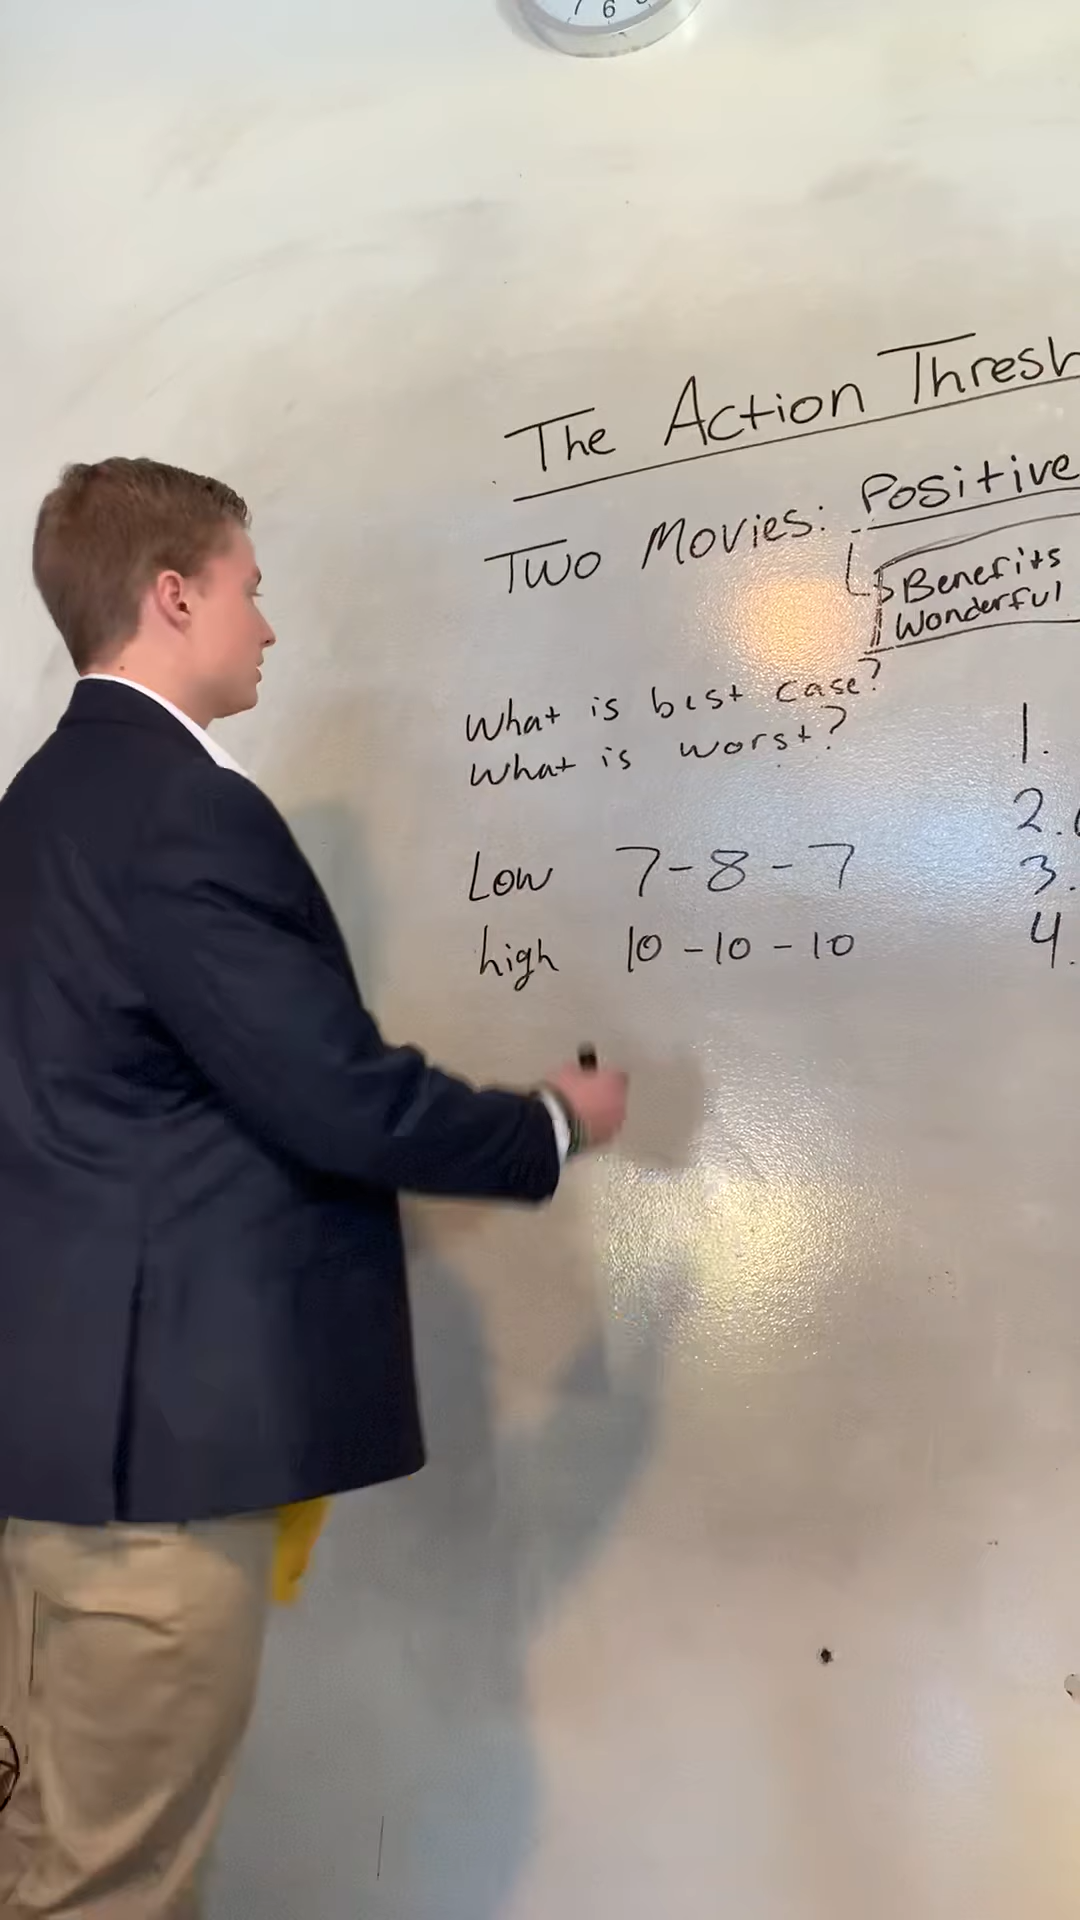 7 6
The Action Thresh
Two Movies: Positive
Benefits
Wonderful
What is best case?
What is worst?
1.
2.
3.
4.
Low 7-8-7
high 10-10-10